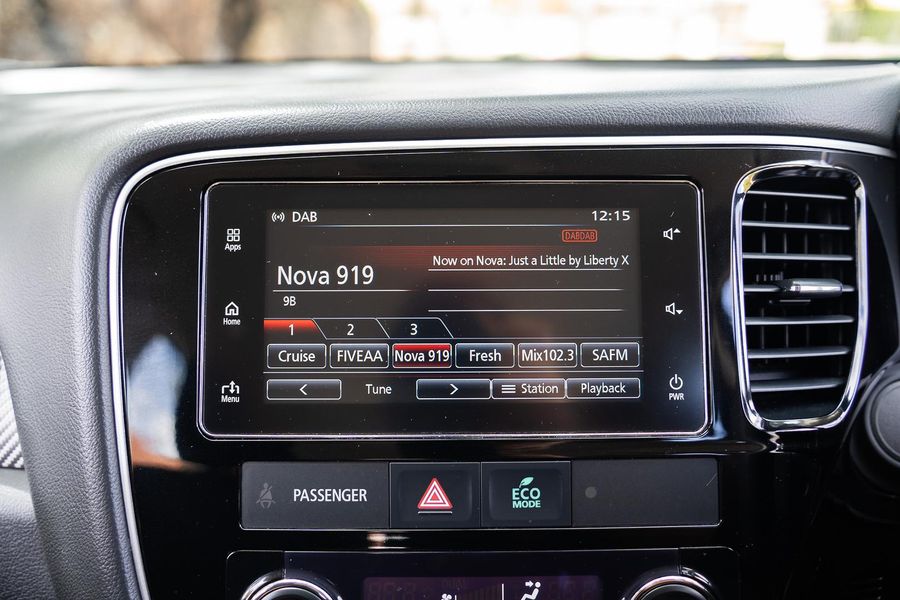 DAB 12:15
DABDAB
Now on Nova: Just a Little by Liberty X
Nova 919
9B
1 2 3
Cruise FIVEAA Nova 919 Fresh Mix102.3 SAFM
< Tune > Station Playback
Apps
Home
Menu
PWR
PASSENGER
ECO
MODE